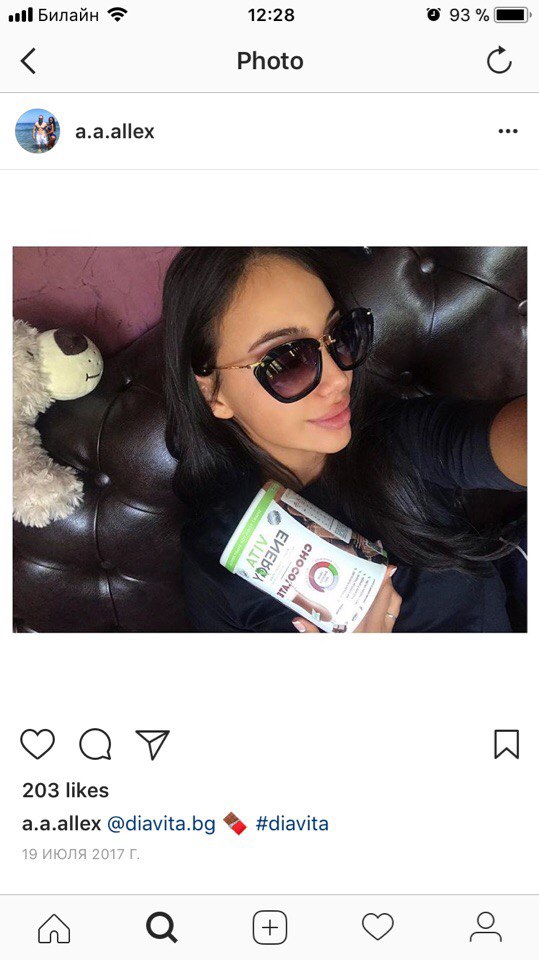 Билайн 12:28 93 %
Photo
a.a.allex
VITA
ENERGY
CHOCOLATE
203 likes
a.a.allex @diavita.bg 🍫 #diavita
19 ИЮЛЯ 2017 Г.